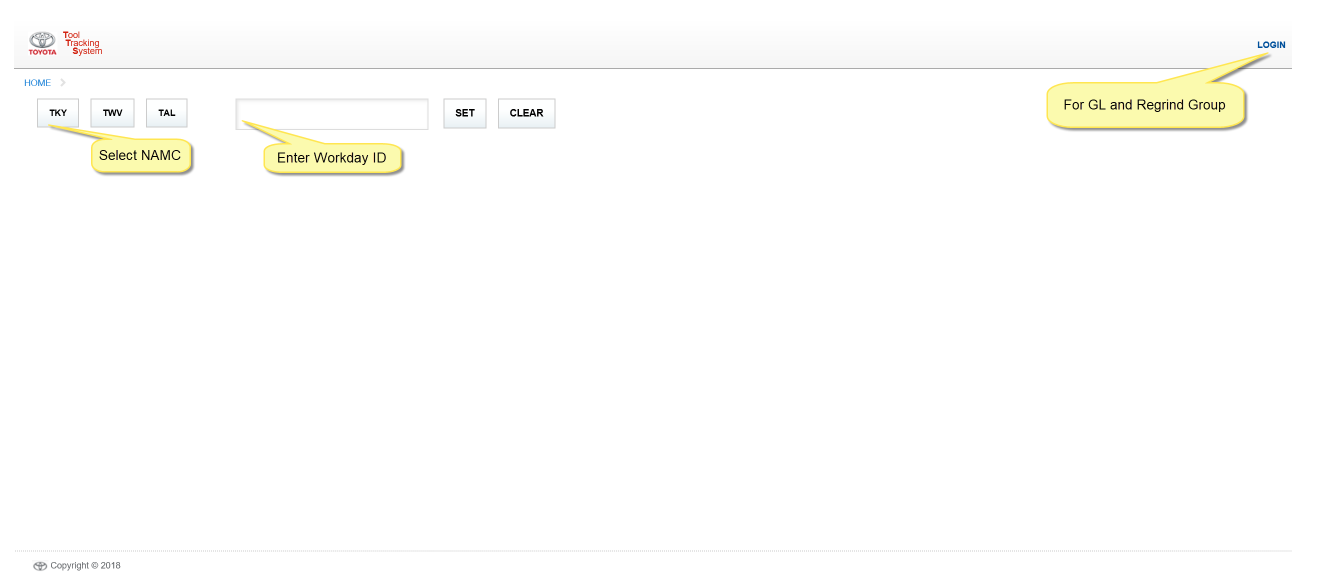 TOYOTA
Tool
Tracking
System
LOGIN
HOME
TKY TWV TAL SET CLEAR
For GL and Regrind Group
Select NAMC
Enter Workday ID
Copyright © 2018